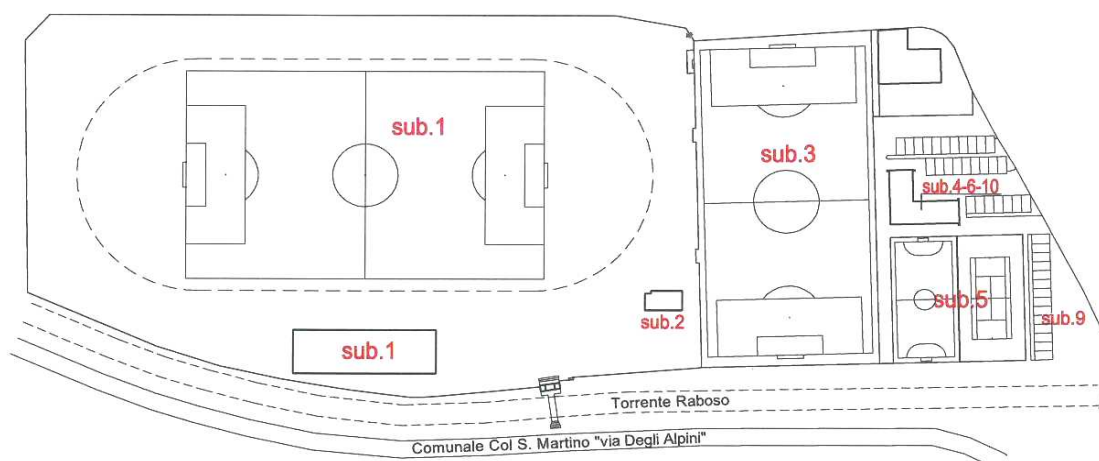 sub.1
sub.3
sub.4-6-10
sub.5
sub.2
sub.9
sub.1
Torrente Raboso
Comunale Col S. Martino "via Degli Alpini"